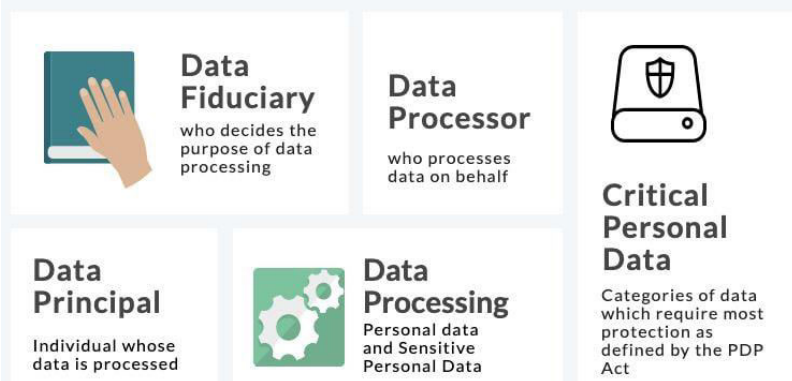 Data
Fiduciary
who decides the
purpose of data
processing
Data
Processor
who processes
data on behalf
Critical
Personal
Data
Categories of data
which require most
protection as
defined by the PDP
Act
Data
Principal
Individual whose
data is processed
Data
Processing
Personal data
and Sensitive
Personal Data